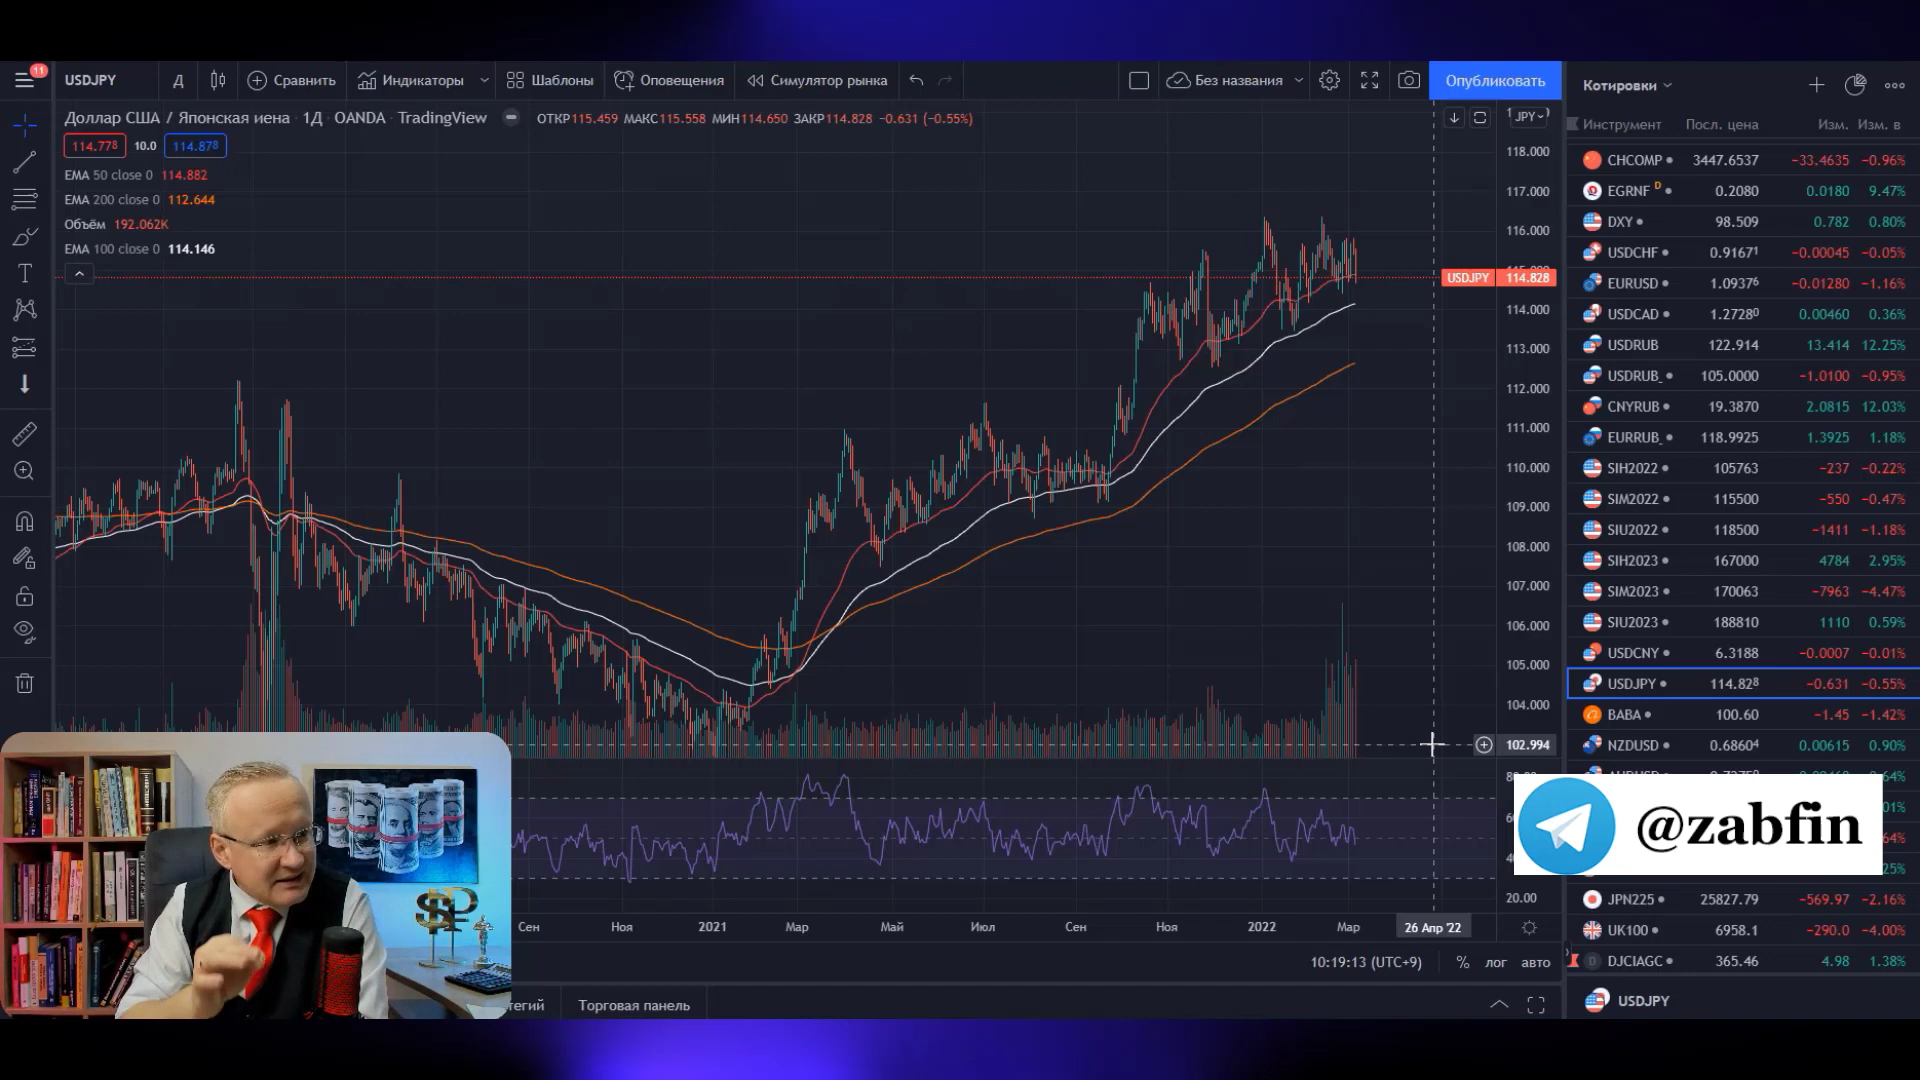 11
USDJPY Д Сравнить Индикаторы Шаблоны Оповещения Симулятор рынка Без названия Опубликовать
Котировки
Доллар США / Японская иена · 1Д · OANDA · TradingView ОТКР115.459 МАКС115.558 МИН114.650 ЗАКР114.828 −0.631 (−0.55%)
JPY
114.778 10.0 114.878
EMA 50 close 0 114.882
EMA 200 close 0 112.644
Объём 192.062K
EMA 100 close 0 114.146
118.000
117.000
116.000
USDJPY 114.828
114.000
113.000
112.000
111.000
110.000
109.000
108.000
107.000
106.000
105.000
104.000
102.994
20.00
Сен Ноя 2021 Мар Май Июл Сен Ноя 2022 Мар 26 Апр '22
10:19:13 (UTC+9) % лог авто
Торговая панель
Инструмент Посл. цена Изм. Изм. в
CHCOMP 3447.6537 −33.4635 −0.96%
EGRNF D 0.2080 0.0180 9.47%
DXY 98.509 0.782 0.80%
USDCHF 0.91671 −0.00045 −0.05%
EURUSD 1.09376 −0.01280 −1.16%
USDCAD 1.27280 0.00460 0.36%
USDRUB 122.914 13.414 12.25%
USDRUB_ 105.0000 −1.0100 −0.95%
CNYRUB 19.3870 2.0815 12.03%
EURRUB_ 118.9925 1.3925 1.18%
SIH2022 105763 −237 −0.22%
SIM2022 115500 −550 −0.47%
SIU2022 118500 −1411 −1.18%
SIH2023 167000 4784 2.95%
SIM2023 170063 −7963 −4.47%
SIU2023 188810 1110 0.59%
USDCNY 6.3188 −0.0007 −0.01%
USDJPY 114.828 −0.631 −0.55%
BABA 100.60 −1.45 −1.42%
NZDUSD 0.68604 0.00615 0.90%
@zabfin
JPN225 25827.79 −569.97 −2.16%
UK100 6958.1 −290.0 −4.00%
DJCIAGC 365.46 4.98 1.38%
USDJPY